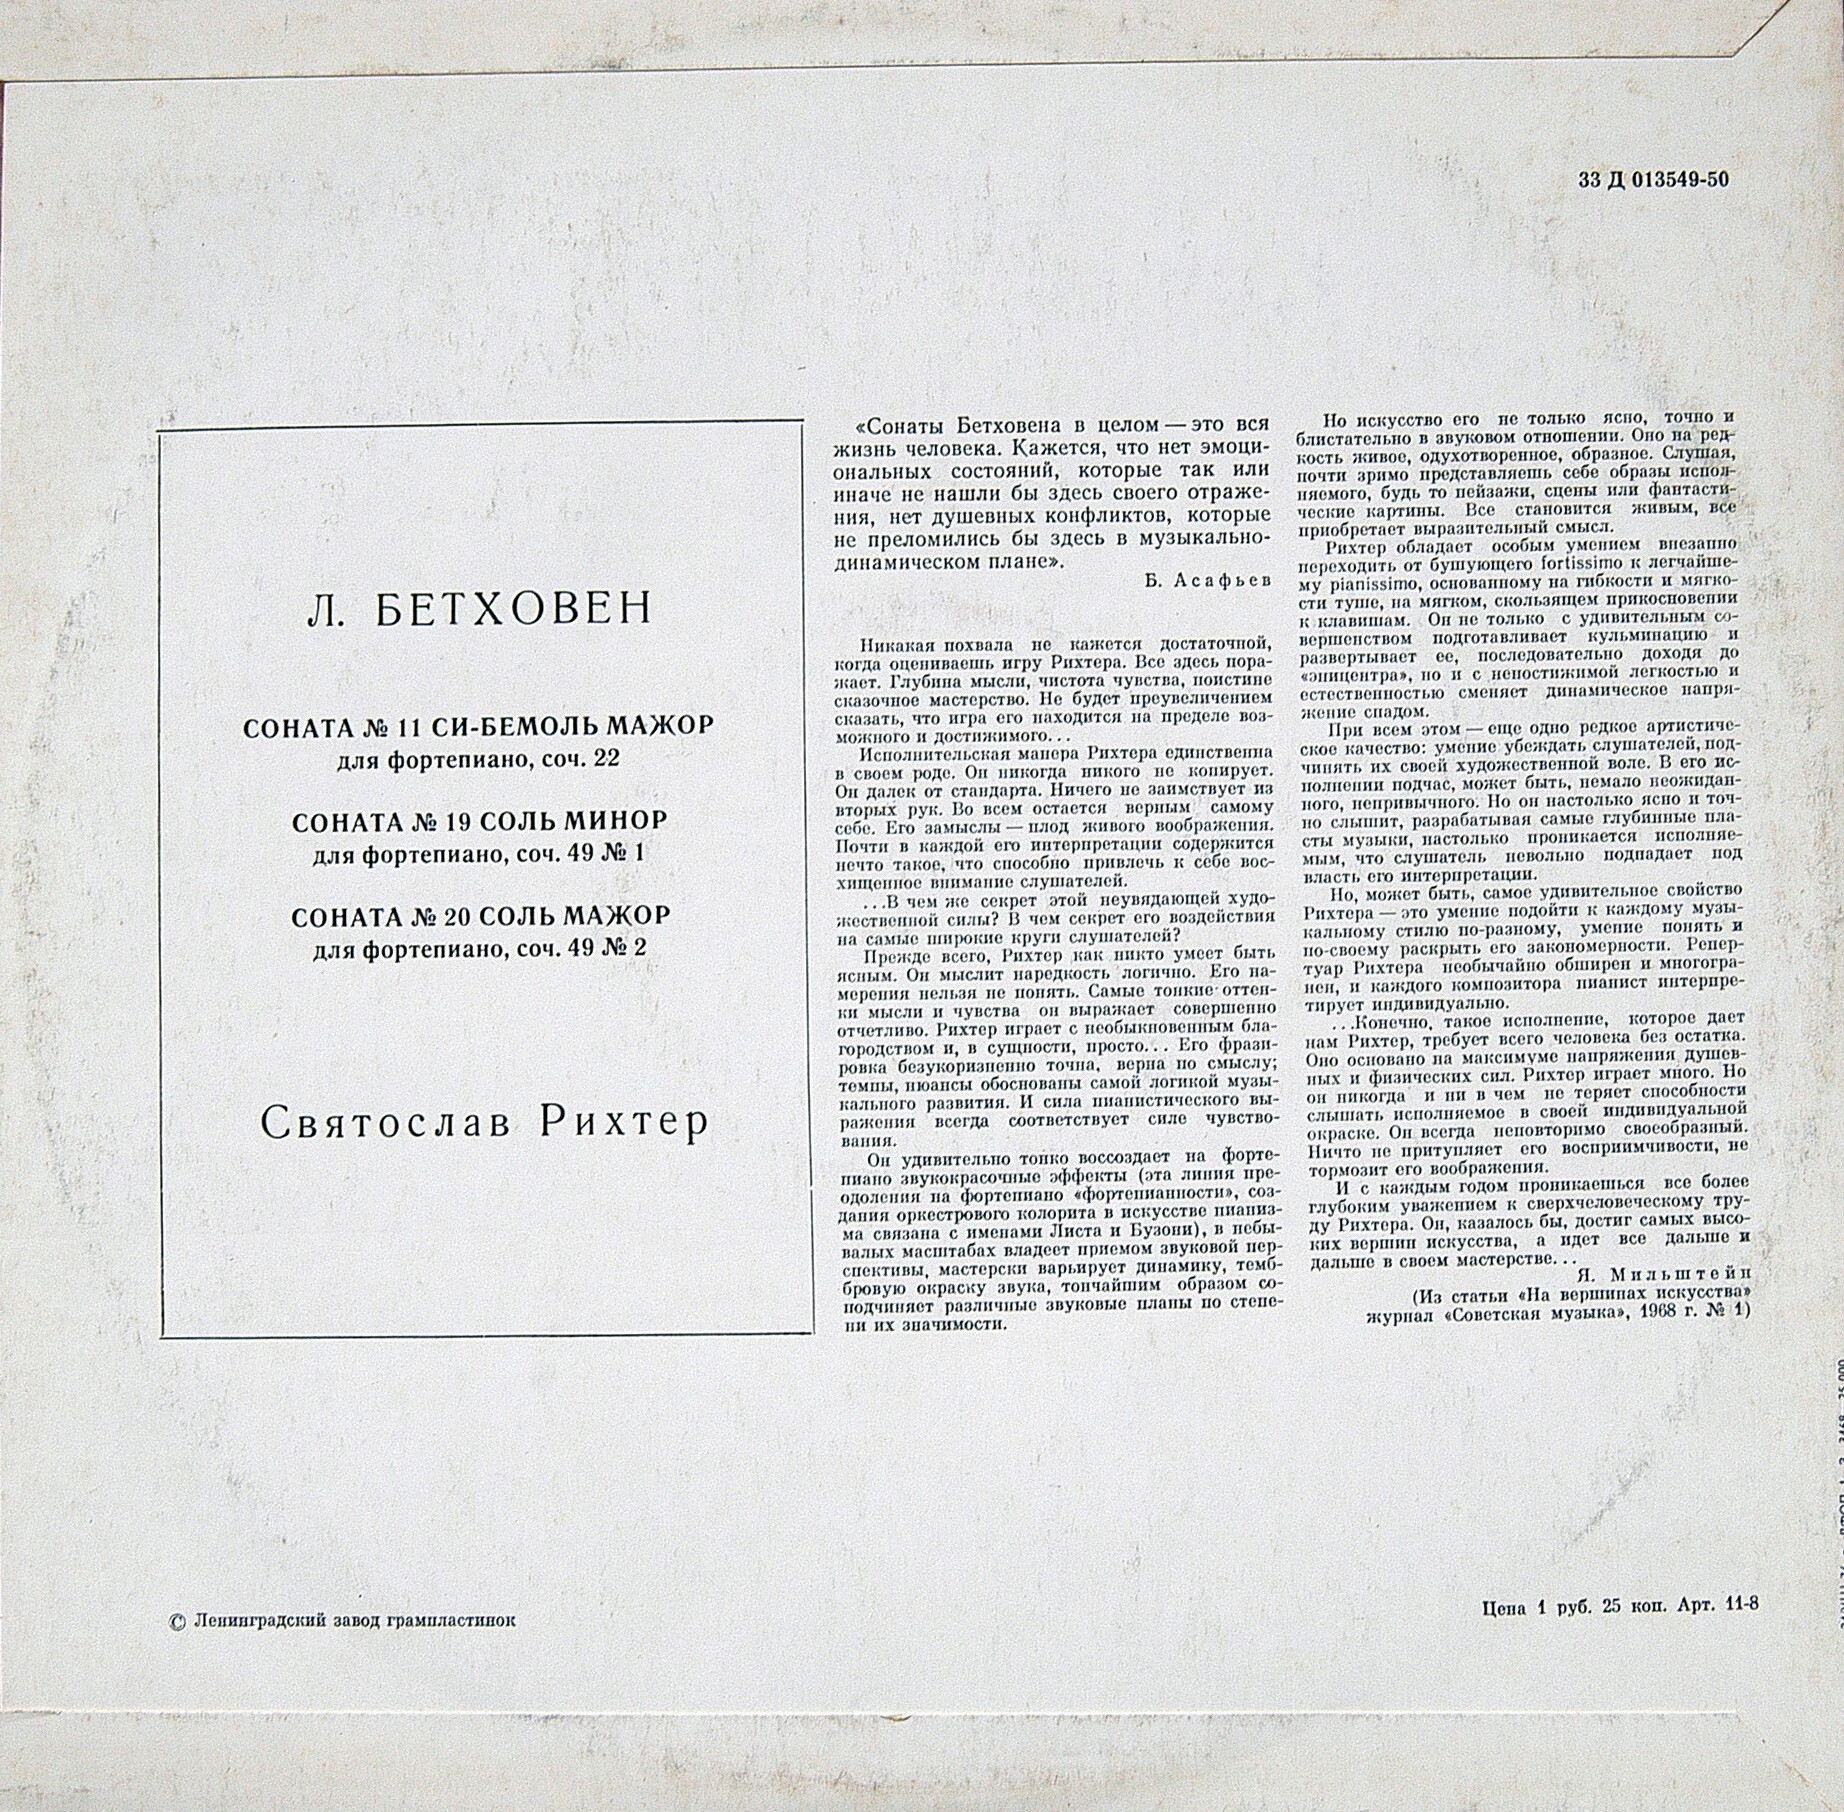 33 Д 013549-50
Л. БЕТХОВЕН
СОНАТА № 11 СИ-БЕМОЛЬ МАЖОР
для фортепиано, соч. 22
СОНАТА № 19 СОЛЬ МИНОР
для фортепиано, соч. 49 № 1
СОНАТА № 20 СОЛЬ МАЖОР
для фортепиано, соч. 49 № 2
Святослав Рихтер
«Сонаты Бетховена в целом — это вся
жизнь человека. Кажется, что нет эмоци-
ональных состояний, которые так или
иначе не нашли бы здесь своего отраже-
ния, нет душевных конфликтов, которые
не преломились бы здесь в музыкально-
динамическом плане».
Б. Асафьев
Никакая похвала не кажется достаточной,
когда оцениваешь игру Рихтера. Все здесь пора-
жает. Глубина мысли, чистота чувства, поистине
сказочное мастерство. Не будет преувеличением
сказать, что игра его находится на пределе воз-
можного и достижимого...
Исполнительская манера Рихтера единственна
в своем роде. Он никогда никого не копирует.
Он далек от стандарта. Ничего не заимствует из
вторых рук. Во всем остается верным самому
себе. Его замыслы — плод живого воображения.
Почти в каждой его интерпретации содержится
нечто такое, что способно привлечь к себе вос-
хищенное внимание слушателей.
...В чем же секрет этой неувядающей худо-
жественной силы? В чем секрет его воздействия
на самые широкие круги слушателей?
Прежде всего, Рихтер как никто умеет быть
ясным. Он мыслит наредкость логично. Его на-
мерения нельзя не понять. Самые тонкие оттен-
ки мысли и чувства он выражает совершенно
отчетливо. Рихтер играет с необыкновенным бла-
городством и, в сущности, просто... Его фрази-
ровка безукоризненно точна, верна по смыслу;
темпы, нюансы обоснованы самой логикой музы-
кального развития. И сила пианистического вы-
ражения всегда соответствует силе чувство-
вания.
Он удивительно тонко воссоздает на форте-
пиано звукокрасочные эффекты (эта линия пре-
одоления на фортепиано «фортепианности», соз-
дания оркестрового колорита в искусстве пианиз-
ма связана с именами Листа и Бузони), в небы-
валых масштабах владеет приемом звуковой пер-
спективы, мастерски варьирует динамику, темб-
бровую окраску звука, тончайшим образом со-
подчиняет различные звуковые планы по степе-
ни их значимости.
Но искусство его не только ясно, точно и
блистательно в звуковом отношении. Оно на ред-
кость живое, одухотворенное, образное. Слушая,
почти зримо представляешь себе образы испол-
няемого, будь то пейзажи, сцены или фантасти-
ческие картины. Все становится живым, все
приобретает выразительный смысл.
Рихтер обладает особым умением внезапно
переходить от бушующего fortissimo к легчайше-
му pianissimo, основанному на гибкости и мягко-
сти туше, на мягком, скользящем прикосновении
к клавишам. Он не только с удивительным со-
вершенством подготавливает кульминацию и
развертывает ее, последовательно доходя до
«эпицентра», но и с непостижимой легкостью и
естественностью сменяет динамическое напря-
жение спадом.
При всем этом — еще одно редкое артистиче-
ское качество: умение убеждать слушателей, под-
чинять их своей художественной воле. В его ис-
полнении подчас, может быть, немало неожидан-
ного, непривычного. Но он настолько ясно и точ-
но слышит, разрабатывая самые глубинные пла-
сты музыки, настолько проникается исполняе-
мым, что слушатель невольно подпадает под
власть его интерпретации.
Но, может быть, самое удивительное свойство
Рихтера — это умение подойти к каждому музы-
кальному стилю по-разному, умение понять и
по-своему раскрыть его закономерности. Репер-
туар Рихтера необычайно обширен и многогра-
нен, и каждого композитора пианист интерпре-
тирует индивидуально.
...Конечно, такое исполнение, которое дает
нам Рихтер, требует всего человека без остатка.
Оно основано на максимуме напряжения душев-
ных и физических сил. Рихтер играет много. Но
он никогда и ни в чем не теряет способности
слышать исполняемое в своей индивидуальной
окраске. Он всегда неповторимо своеобразный.
Ничто не притупляет его восприимчивости, не
тормозит его воображения.
И с каждым годом проникаешься все более
глубоким уважением к сверхчеловеческому тру-
ду Рихтера. Он, казалось бы, достиг самых высо-
ких вершин искусства, а идет все дальше и
дальше в своем мастерстве...
Я. Мильштейн
(Из статьи «На вершинах искусства»
журнал «Советская музыка», 1968 г. № 1)
© Ленинградский завод грампластинок
Цена 1 руб. 25 коп. Арт. 11-8